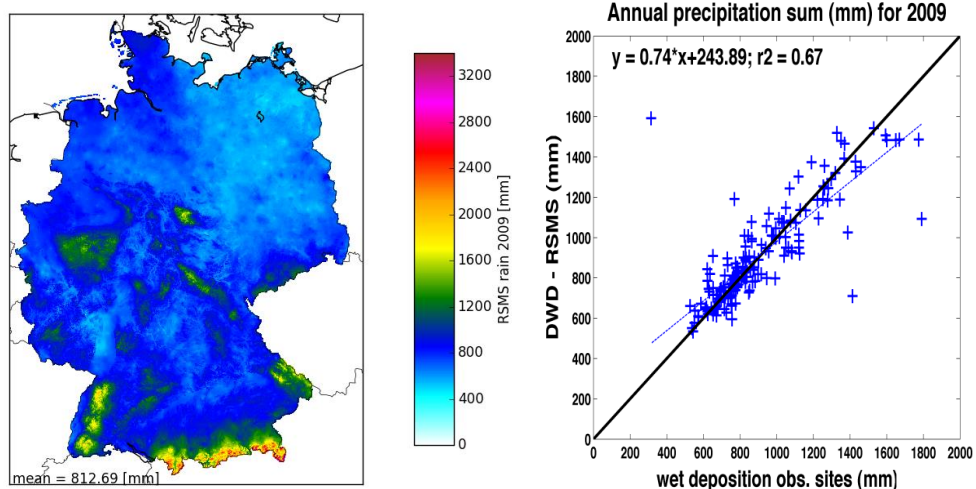 mean = 812.69 [mm]
3200
2800
2400
2000
1600
1200
800
400
0
RSMS rain 2009 [mm]
Annual precipitation sum (mm) for 2009
y = 0.74*x+243.89; r2 = 0.67
2000
1800
1600
1400
1200
1000
800
600
400
200
0
DWD - RSMS (mm)
0 200 400 600 800 1000 1200 1400 1600 1800 2000
wet deposition obs. sites (mm)